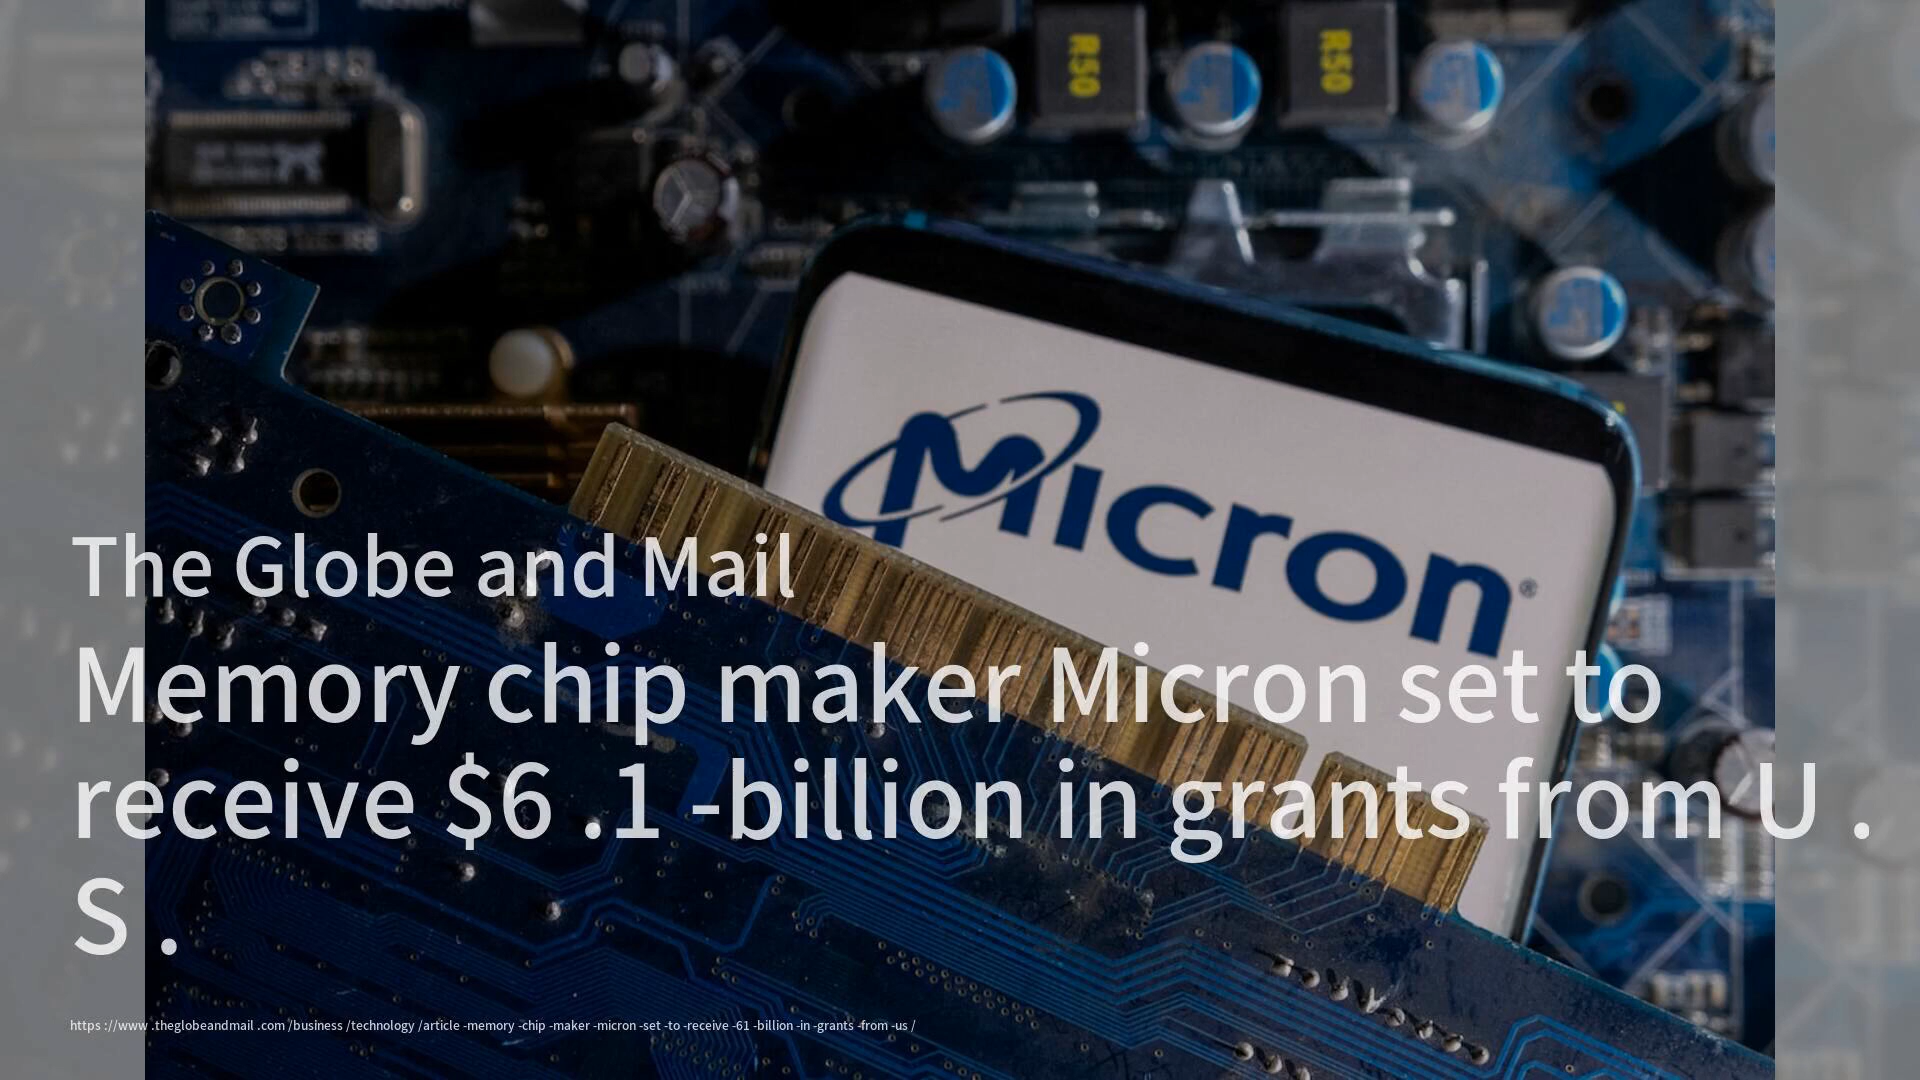 R50
R50
Micron®
The Globe and Mail
Memory chip maker Micron set to
receive $6 .1 -billion in grants from U .
S .
https ://www .theglobeandmail .com /business /technology /article -memory -chip -maker -micron -set -to -receive -61 -billion -in -grants -from -us /